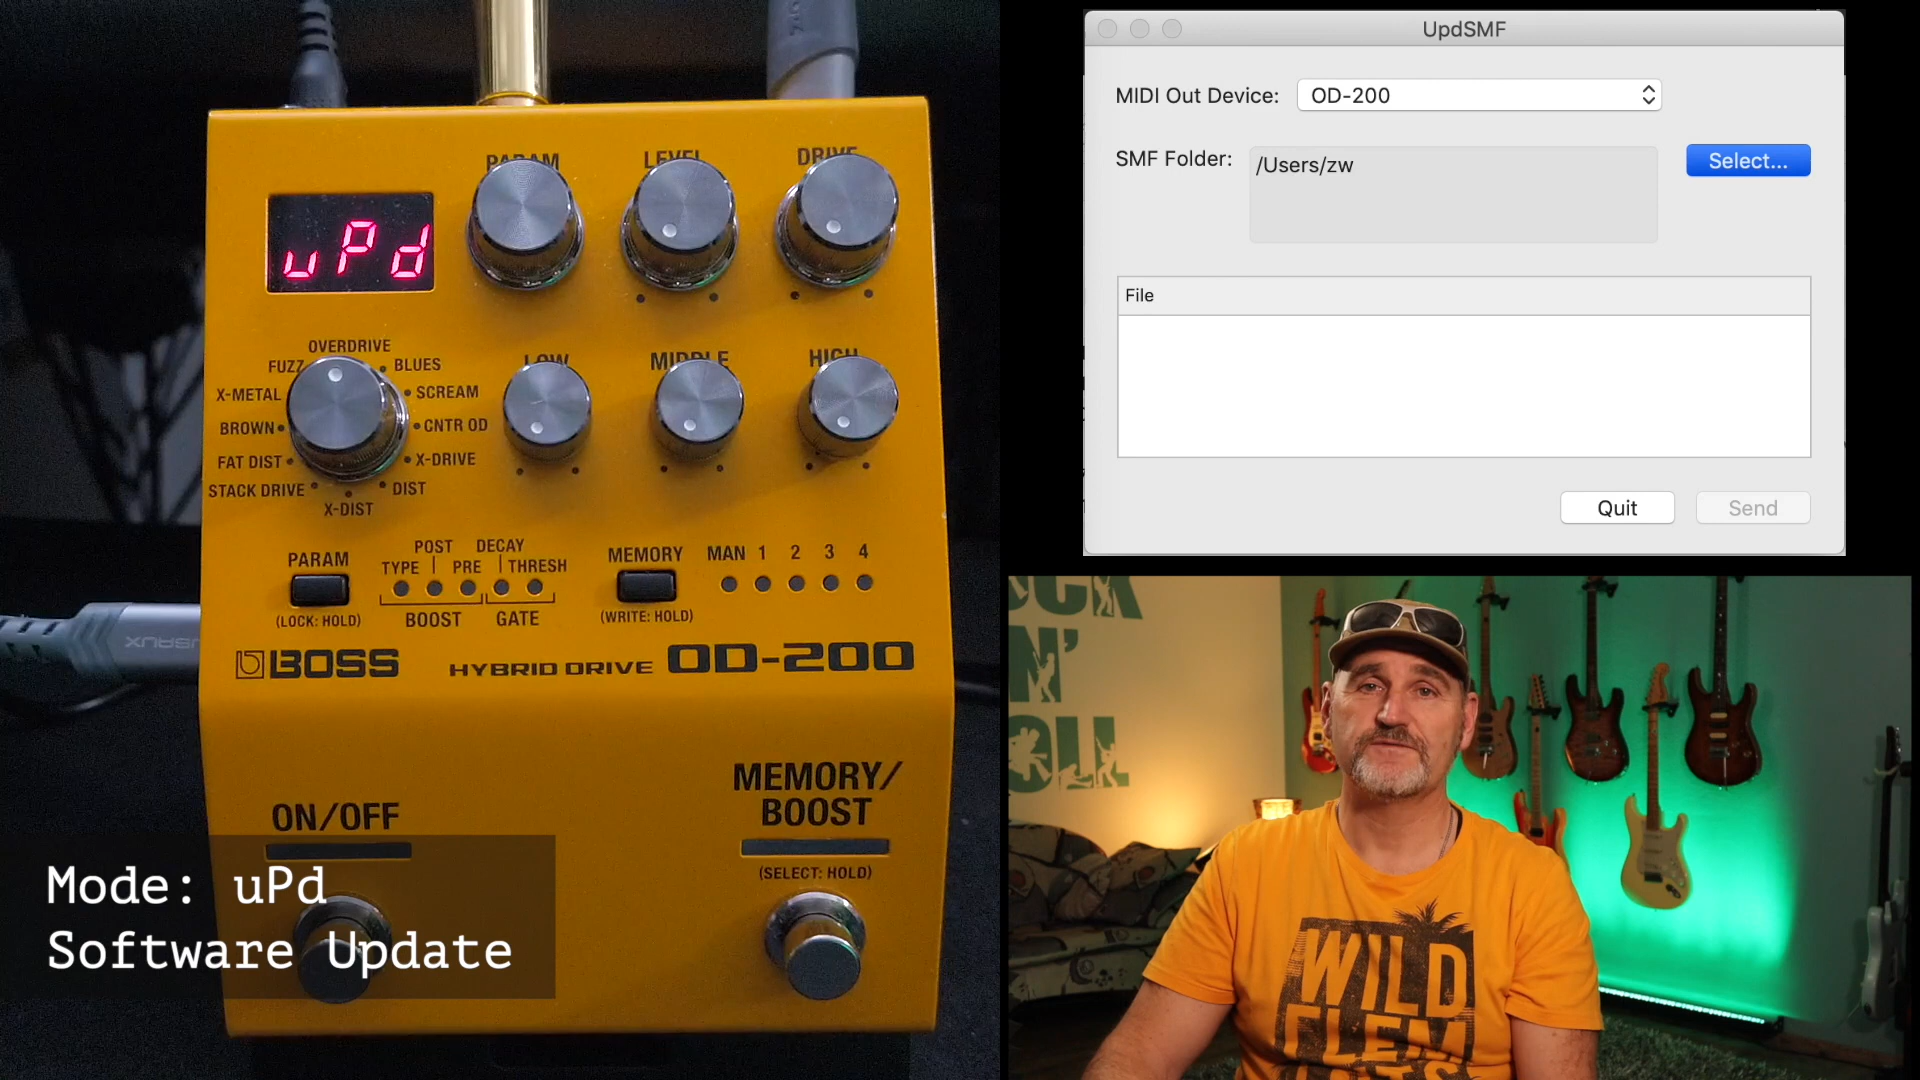 PARAM
LEVEL
DRIVE
uPd
OVERDRIVE
FUZZ
BLUES
X-METAL
SCREAM
BROWN
CNTR OD
FAT DIST
X-DRIVE
STACK DRIVE
DIST
X-DIST
LOW
MIDDLE
HIGH
PARAM
(LOCK: HOLD)
POST
DECAY
TYPE
PRE
THRESH
BOOST
GATE
MEMORY
(WRITE: HOLD)
MAN 1 2 3 4
BOSS
HYBRID DRIVE OD-200
ON/OFF
MEMORY/
BOOST
(SELECT: HOLD)
Mode: uPd
Software Update
UpdSMF
MIDI Out Device: OD-200
SMF Folder: /Users/zw
Select...
File
Quit
Send
N'
WILD